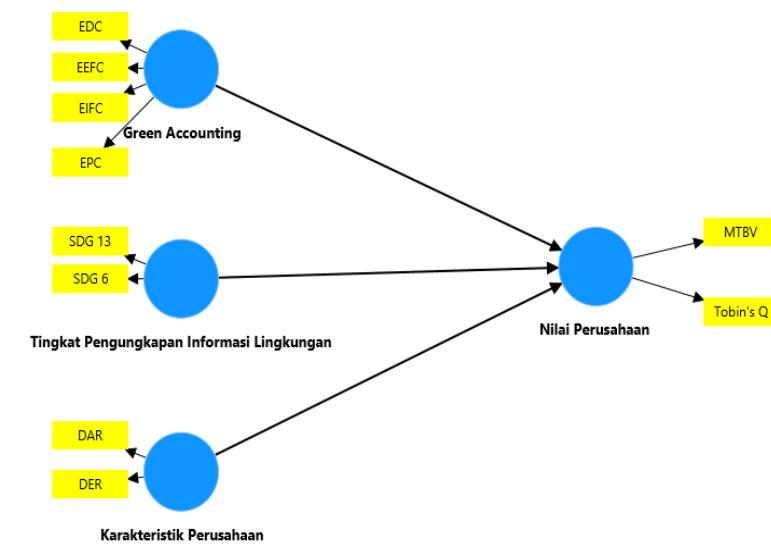 EDC
EEFC
EIFC
Green Accounting
EPC
SDG 13
SDG 6
Tingkat Pengungkapan Informasi Lingkungan
DAR
DER
Karakteristik Perusahaan
MTBV
Tobin's Q
Nilai Perusahaan